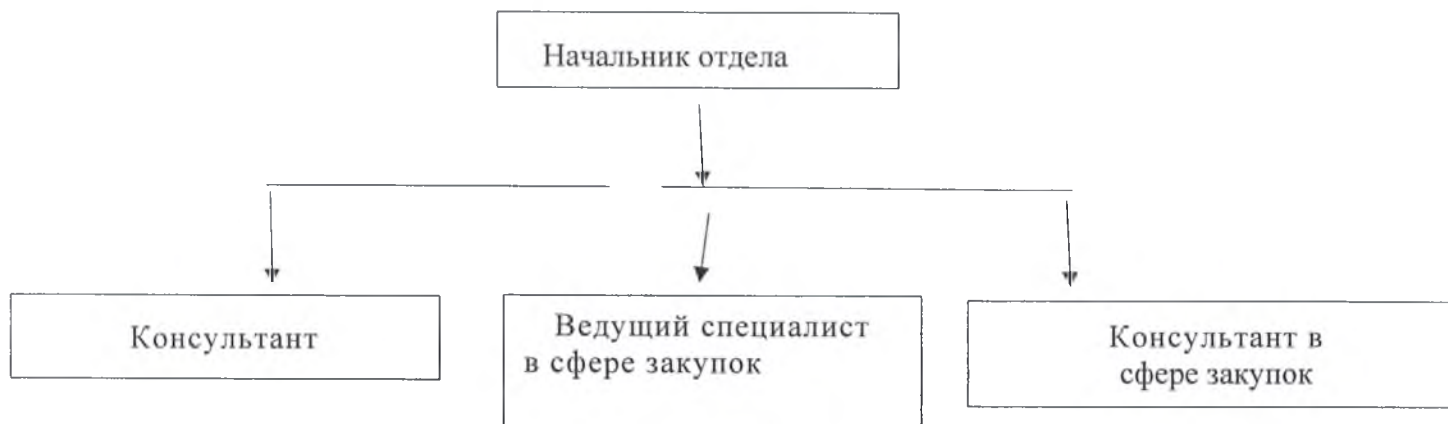 Начальник отдела
Консультант
Ведущий специалист
в сфере закупок
Консультант в
сфере закупок